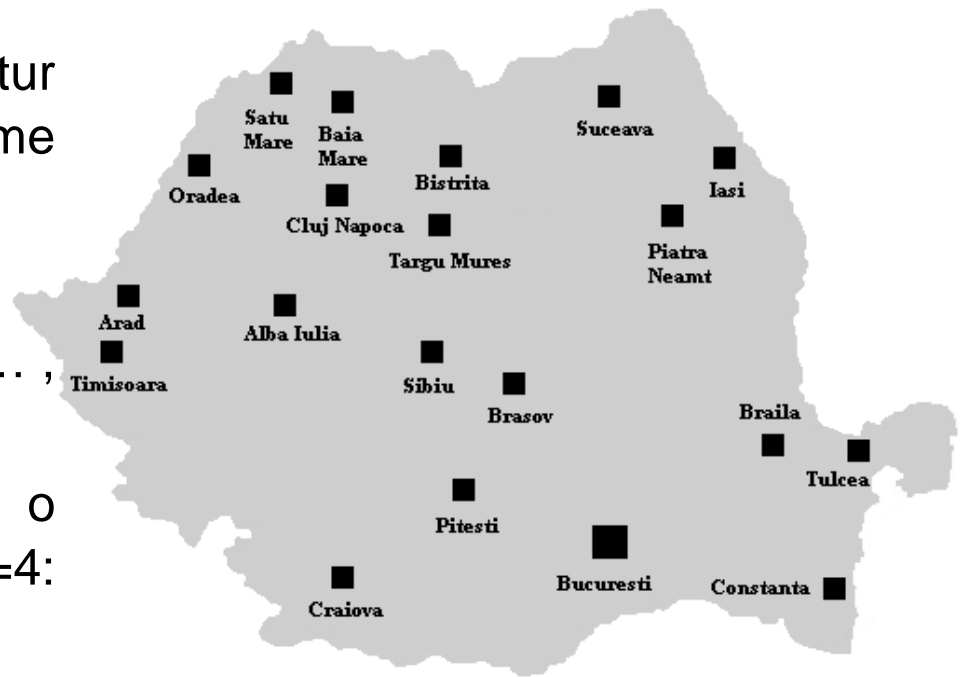 tur
me
.. ,
o
=4:
Satu
Mare
Baia
Mare
Suceava
Oradea
Bistrita
Iasi
Cluj Napoca
Targu Mures
Piatra
Neamt
Arad
Alba Iulia
Timisoara
Sibiu
Brasov
Braila
Tulcea
Pitesti
Bucuresti
Constanta
Craiova